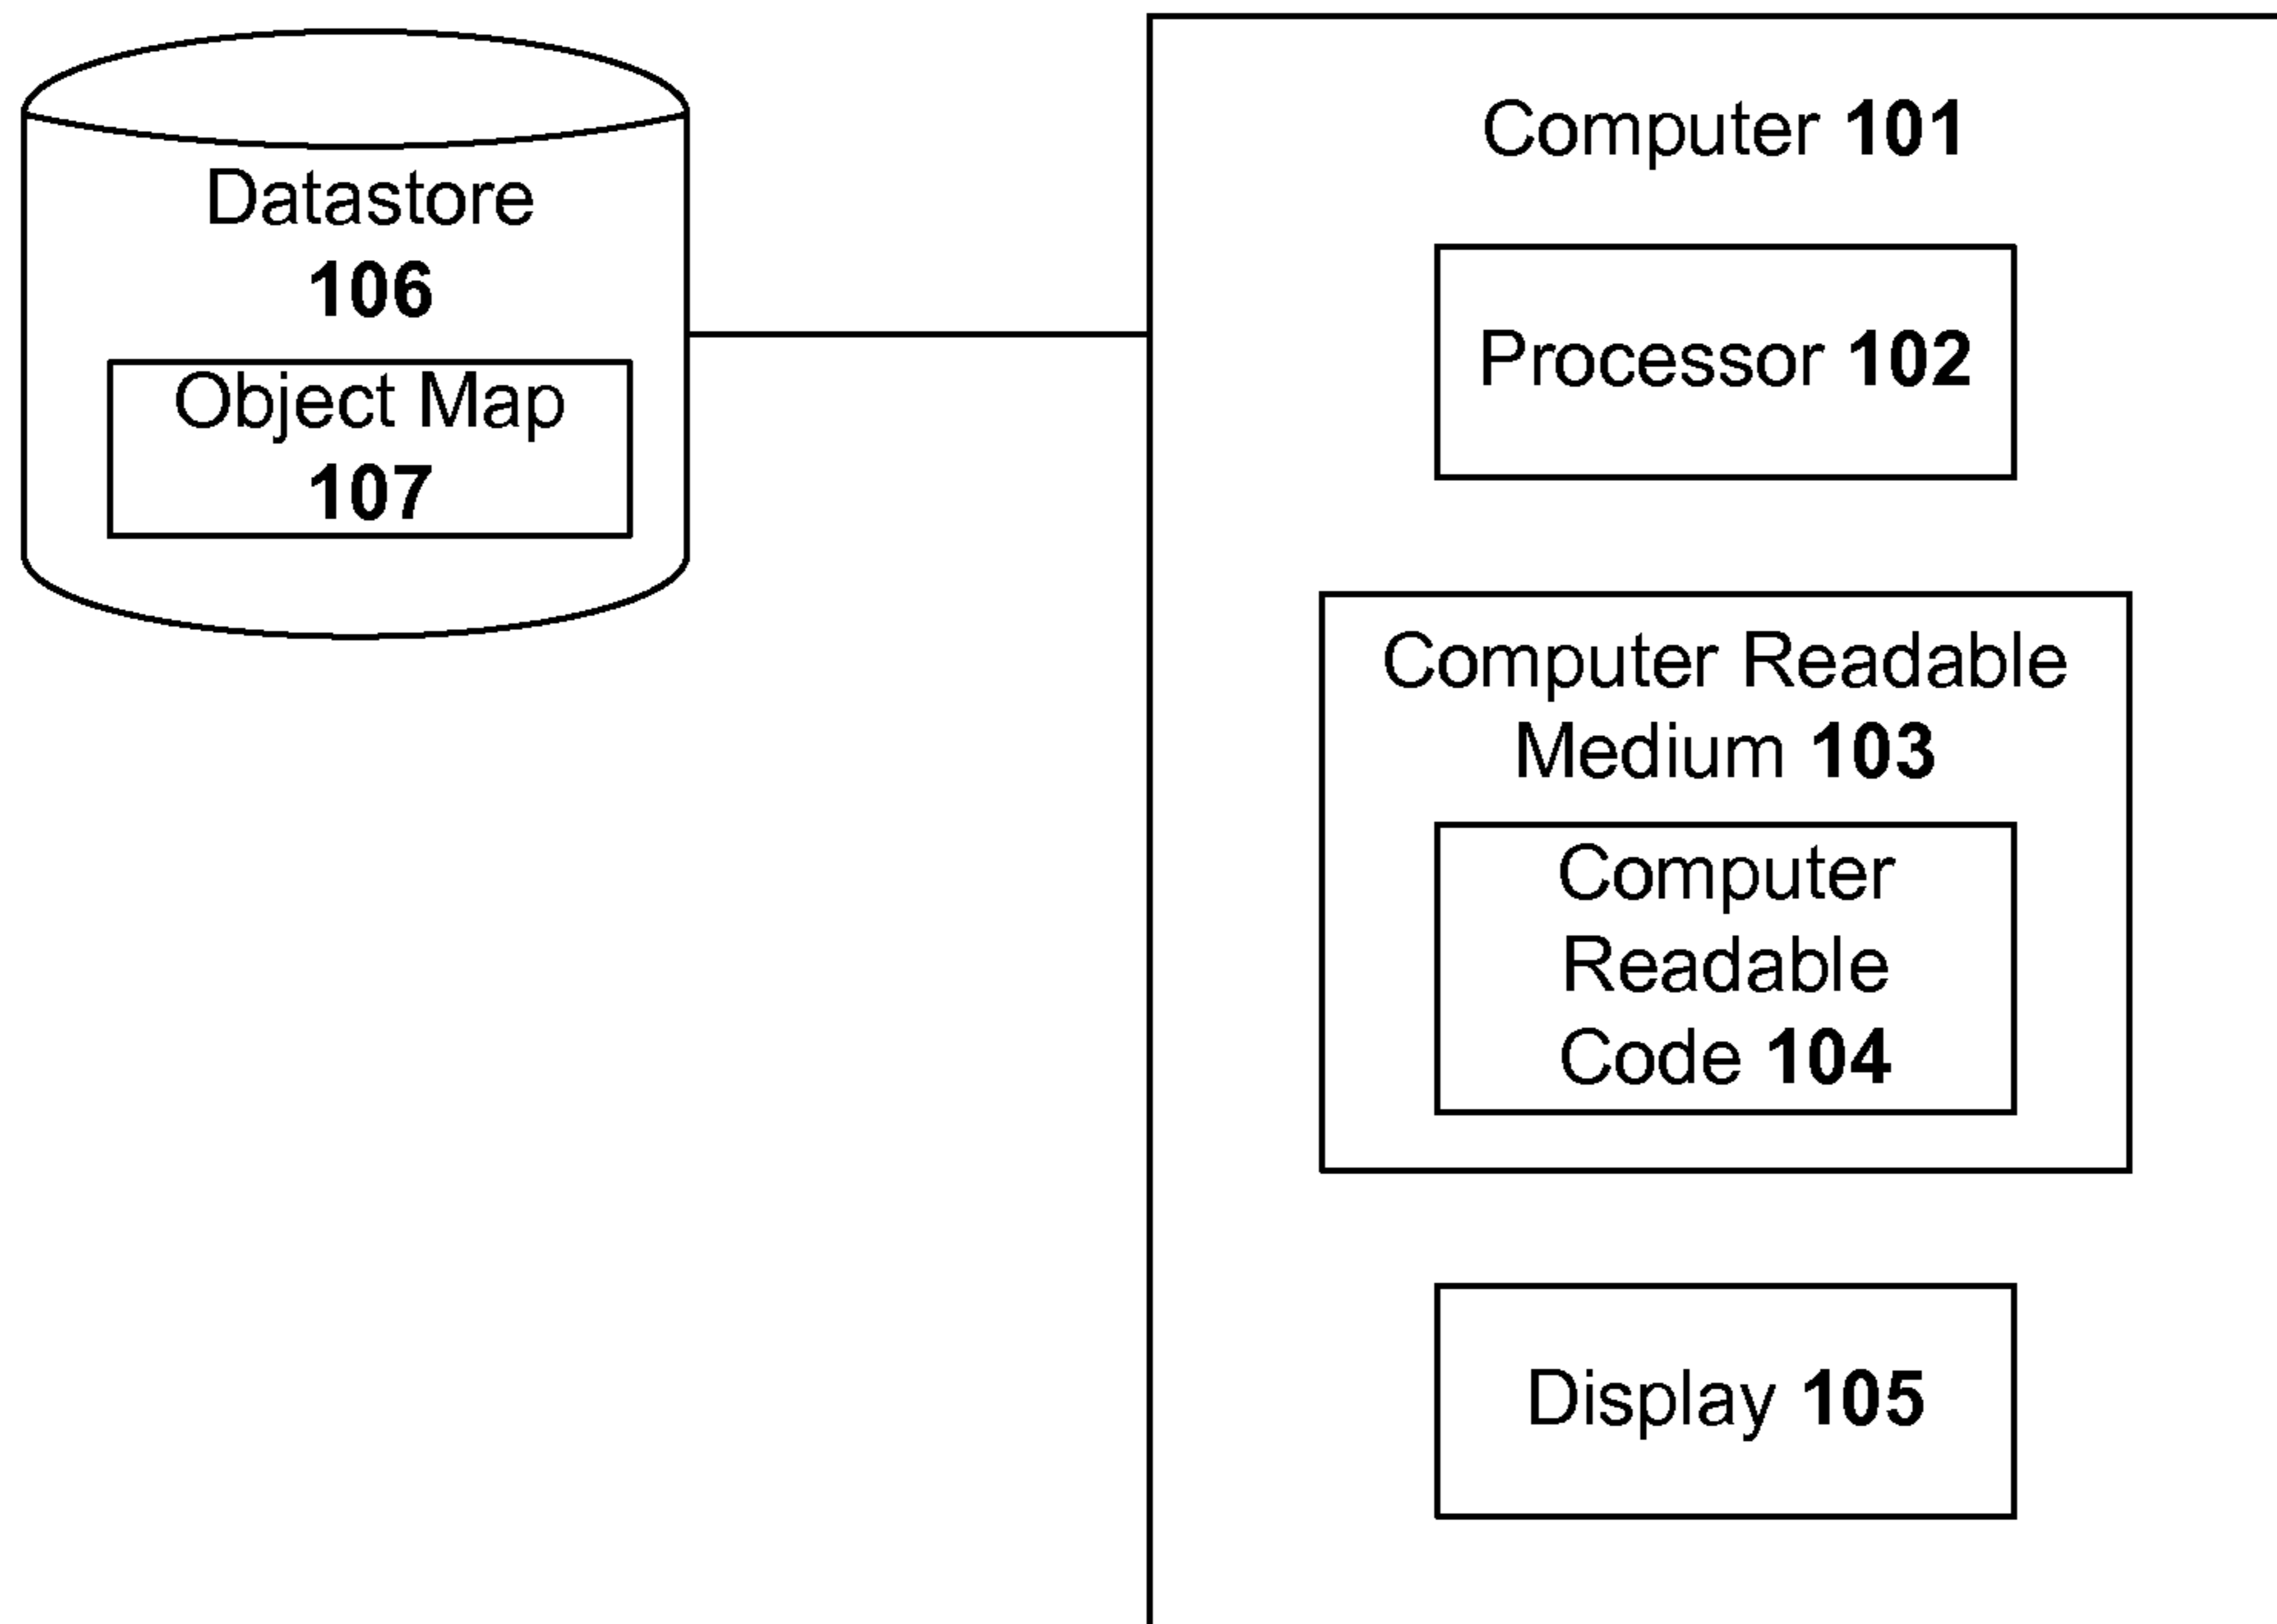 Datastore
106
Object Map
107
Computer 101
Processor 102
Computer Readable
Medium 103
Computer
Readable
Code 104
Display 105